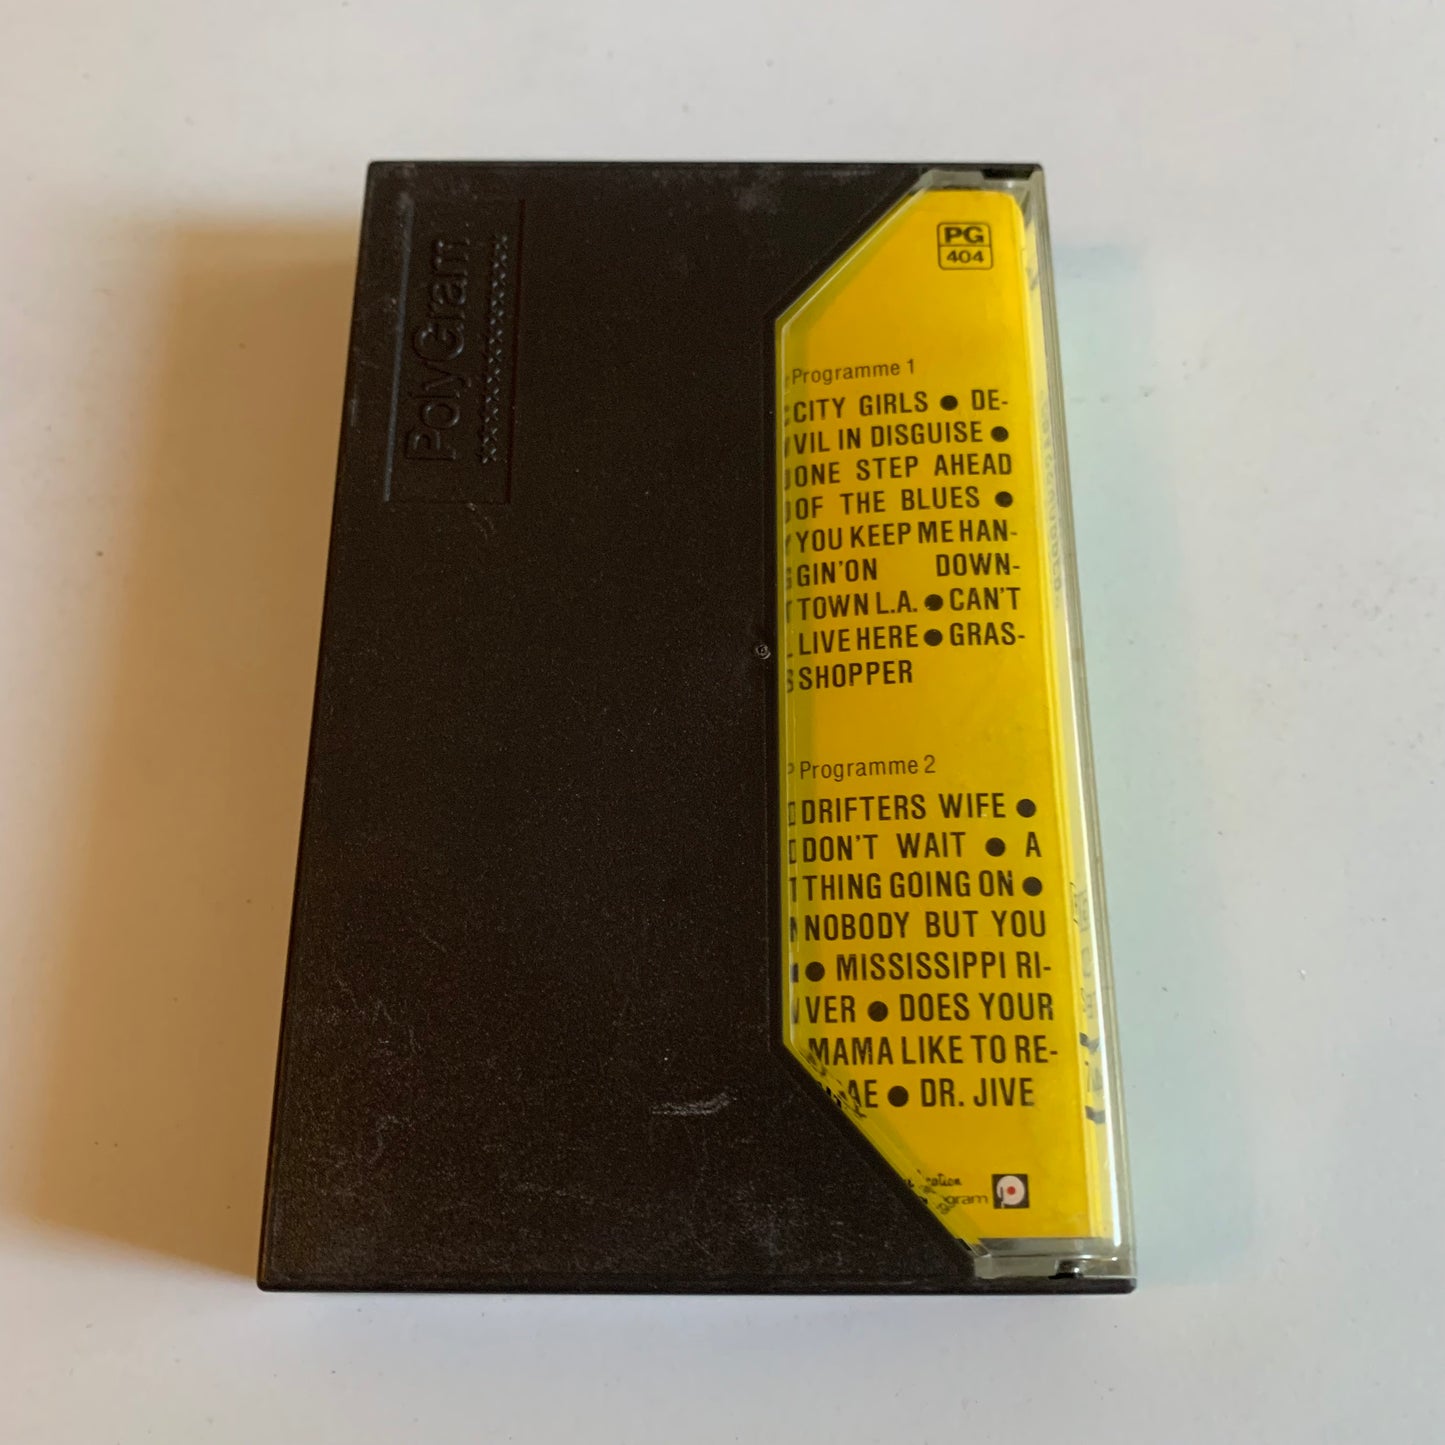 PolyGram
PG
404
Programme 1
CITY GIRLS ● DE-
VIL IN DISGUISE ●
ONE STEP AHEAD
OF THE BLUES ●
YOU KEEP ME HAN-
GIN'ON DOWN-
TOWN L.A. ● CAN'T
LIVE HERE ● GRAS-
SHOPPER
Programme 2
DRIFTERS WIFE ●
DON'T WAIT ● A
THING GOING ON ●
NOBODY BUT YOU
● MISSISSIPPI RI-
VER ● DOES YOUR
MAMA LIKE TO RE-
● DR. JIVE